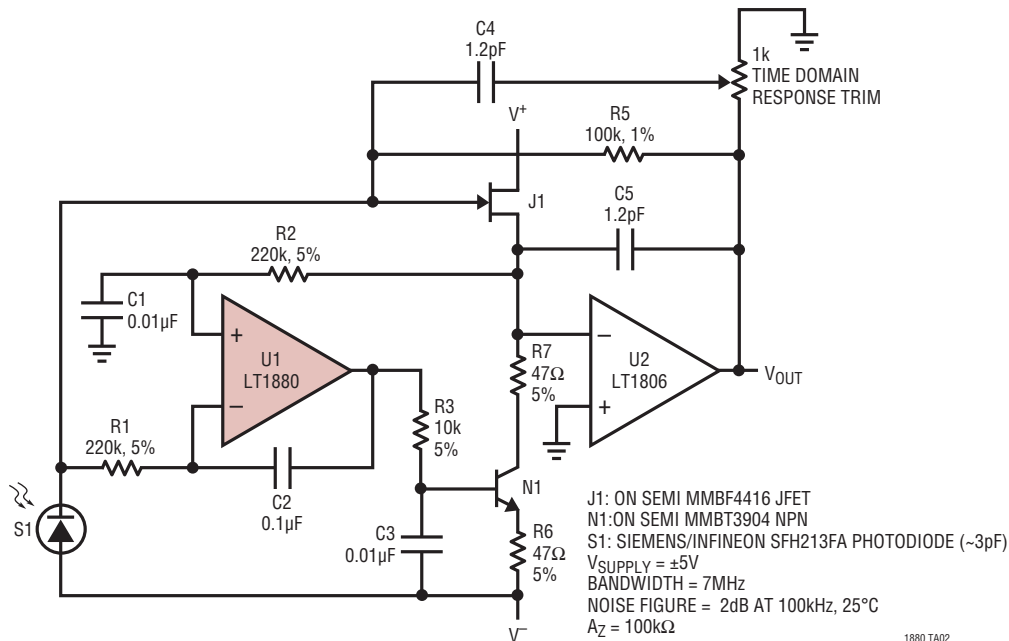 C4
1.2pF
1k
TIME DOMAIN
RESPONSE TRIM
V+
R5
100k, 1%
J1
C5
1.2pF
R2
220k, 5%
C1
0.01µF
+
U1
LT1880
–
R1
220k, 5%
C2
0.1µF
R3
10k
5%
R7
47Ω
5%
–
U2
LT1806
+
VOUT
S1
C3
0.01µF
N1
R6
47Ω
5%
V–
J1: ON SEMI MMBF4416 JFET
N1:ON SEMI MMBT3904 NPN
S1: SIEMENS/INFINEON SFH213FA PHOTODIODE (~3pF)
VSUPPLY = ±5V
BANDWIDTH = 7MHz
NOISE FIGURE = 2dB AT 100kHz, 25°C
AZ = 100kΩ
1880 TA02